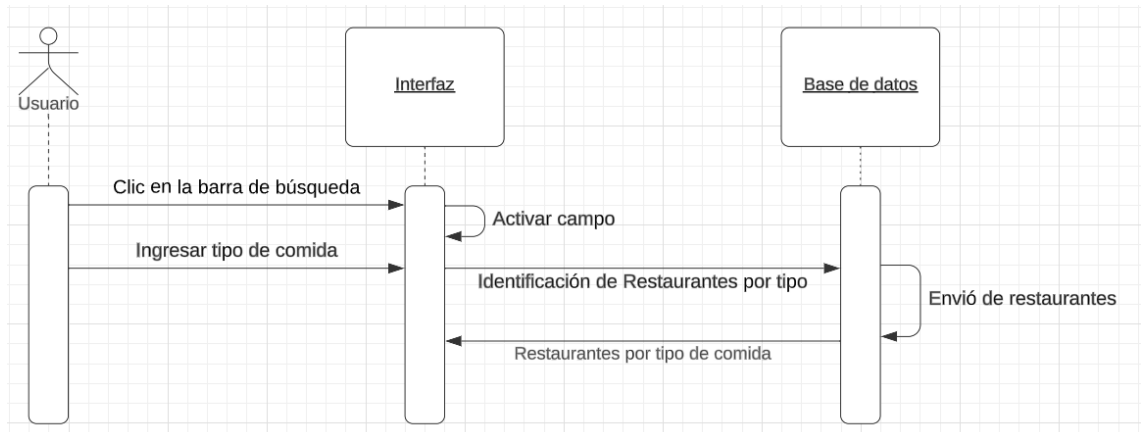 Usuario
Interfaz
Base de datos
Clic en la barra de búsqueda
Activar campo
Ingresar tipo de comida
Identificación de Restaurantes por tipo
Envió de restaurantes
Restaurantes por tipo de comida